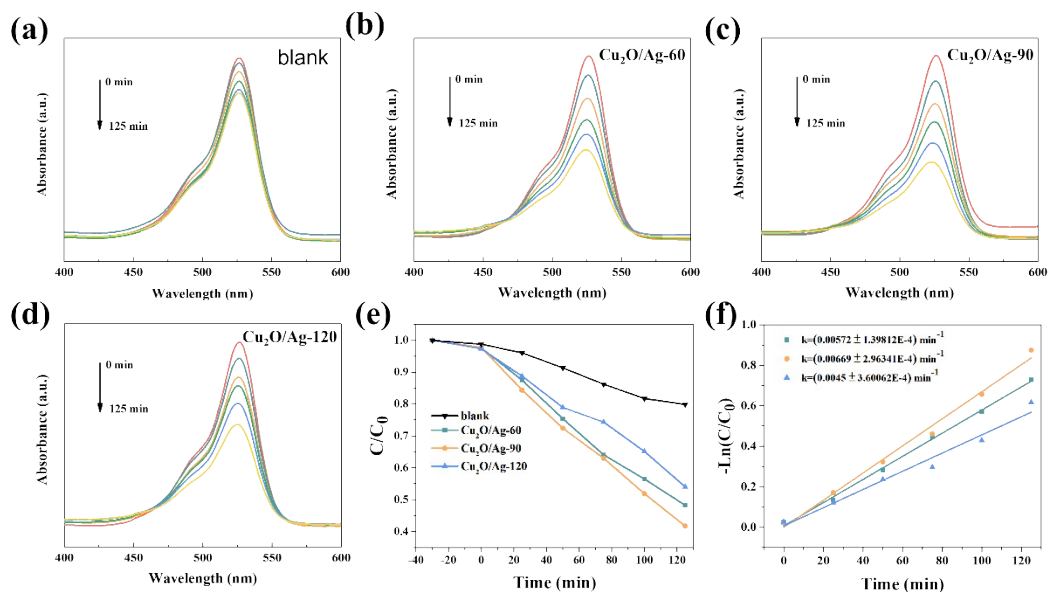 (a)
blank
0 min
125 min
Absorbance (a.u.)
400
450
500
550
600
Wavelength (nm)
(b)
Cu₂O/Ag-60
0 min
125 min
Absorbance (a.u.)
400
450
500
550
600
Wavelength (nm)
(c)
Cu₂O/Ag-90
0 min
125 min
Absorbance (a.u.)
400
450
500
550
600
Wavelength (nm)
(d)
Cu₂O/Ag-120
0 min
125 min
Absorbance (a.u.)
400
450
500
550
600
Wavelength (nm)
(e)
1.0
0.9
0.8
0.7
0.6
0.5
0.4
C/C₀
blank
Cu₂O/Ag-60
Cu₂O/Ag-90
Cu₂O/Ag-120
-40
-20
0
20
40
60
80
100
120
Time (min)
(f)
1.0
0.8
0.6
0.4
0.2
0.0
-Ln(C/C₀)
k=(0.00572 ± 1.39812E-4) min⁻¹
k=(0.00669 ± 2.96341E-4) min⁻¹
k=(0.0045 ± 3.60062E-4) min⁻¹
0
20
40
60
80
100
120
Time (min)